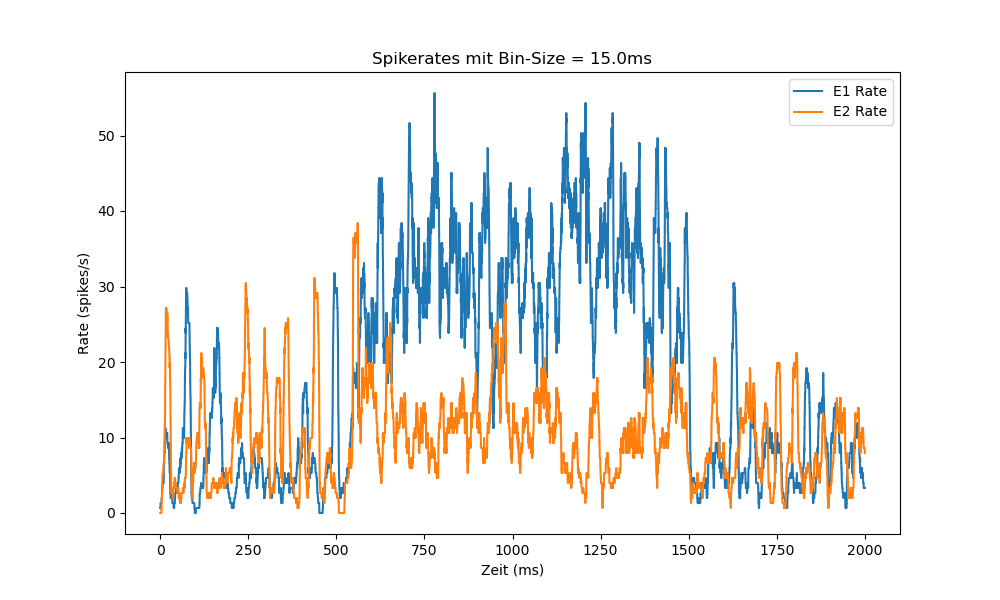 Spikerates mit Bin-Size = 15.0ms
E1 Rate
E2 Rate
Rate (spikes/s)
50
40
30
20
10
0
0 250 500 750 1000 1250 1500 1750 2000
Zeit (ms)